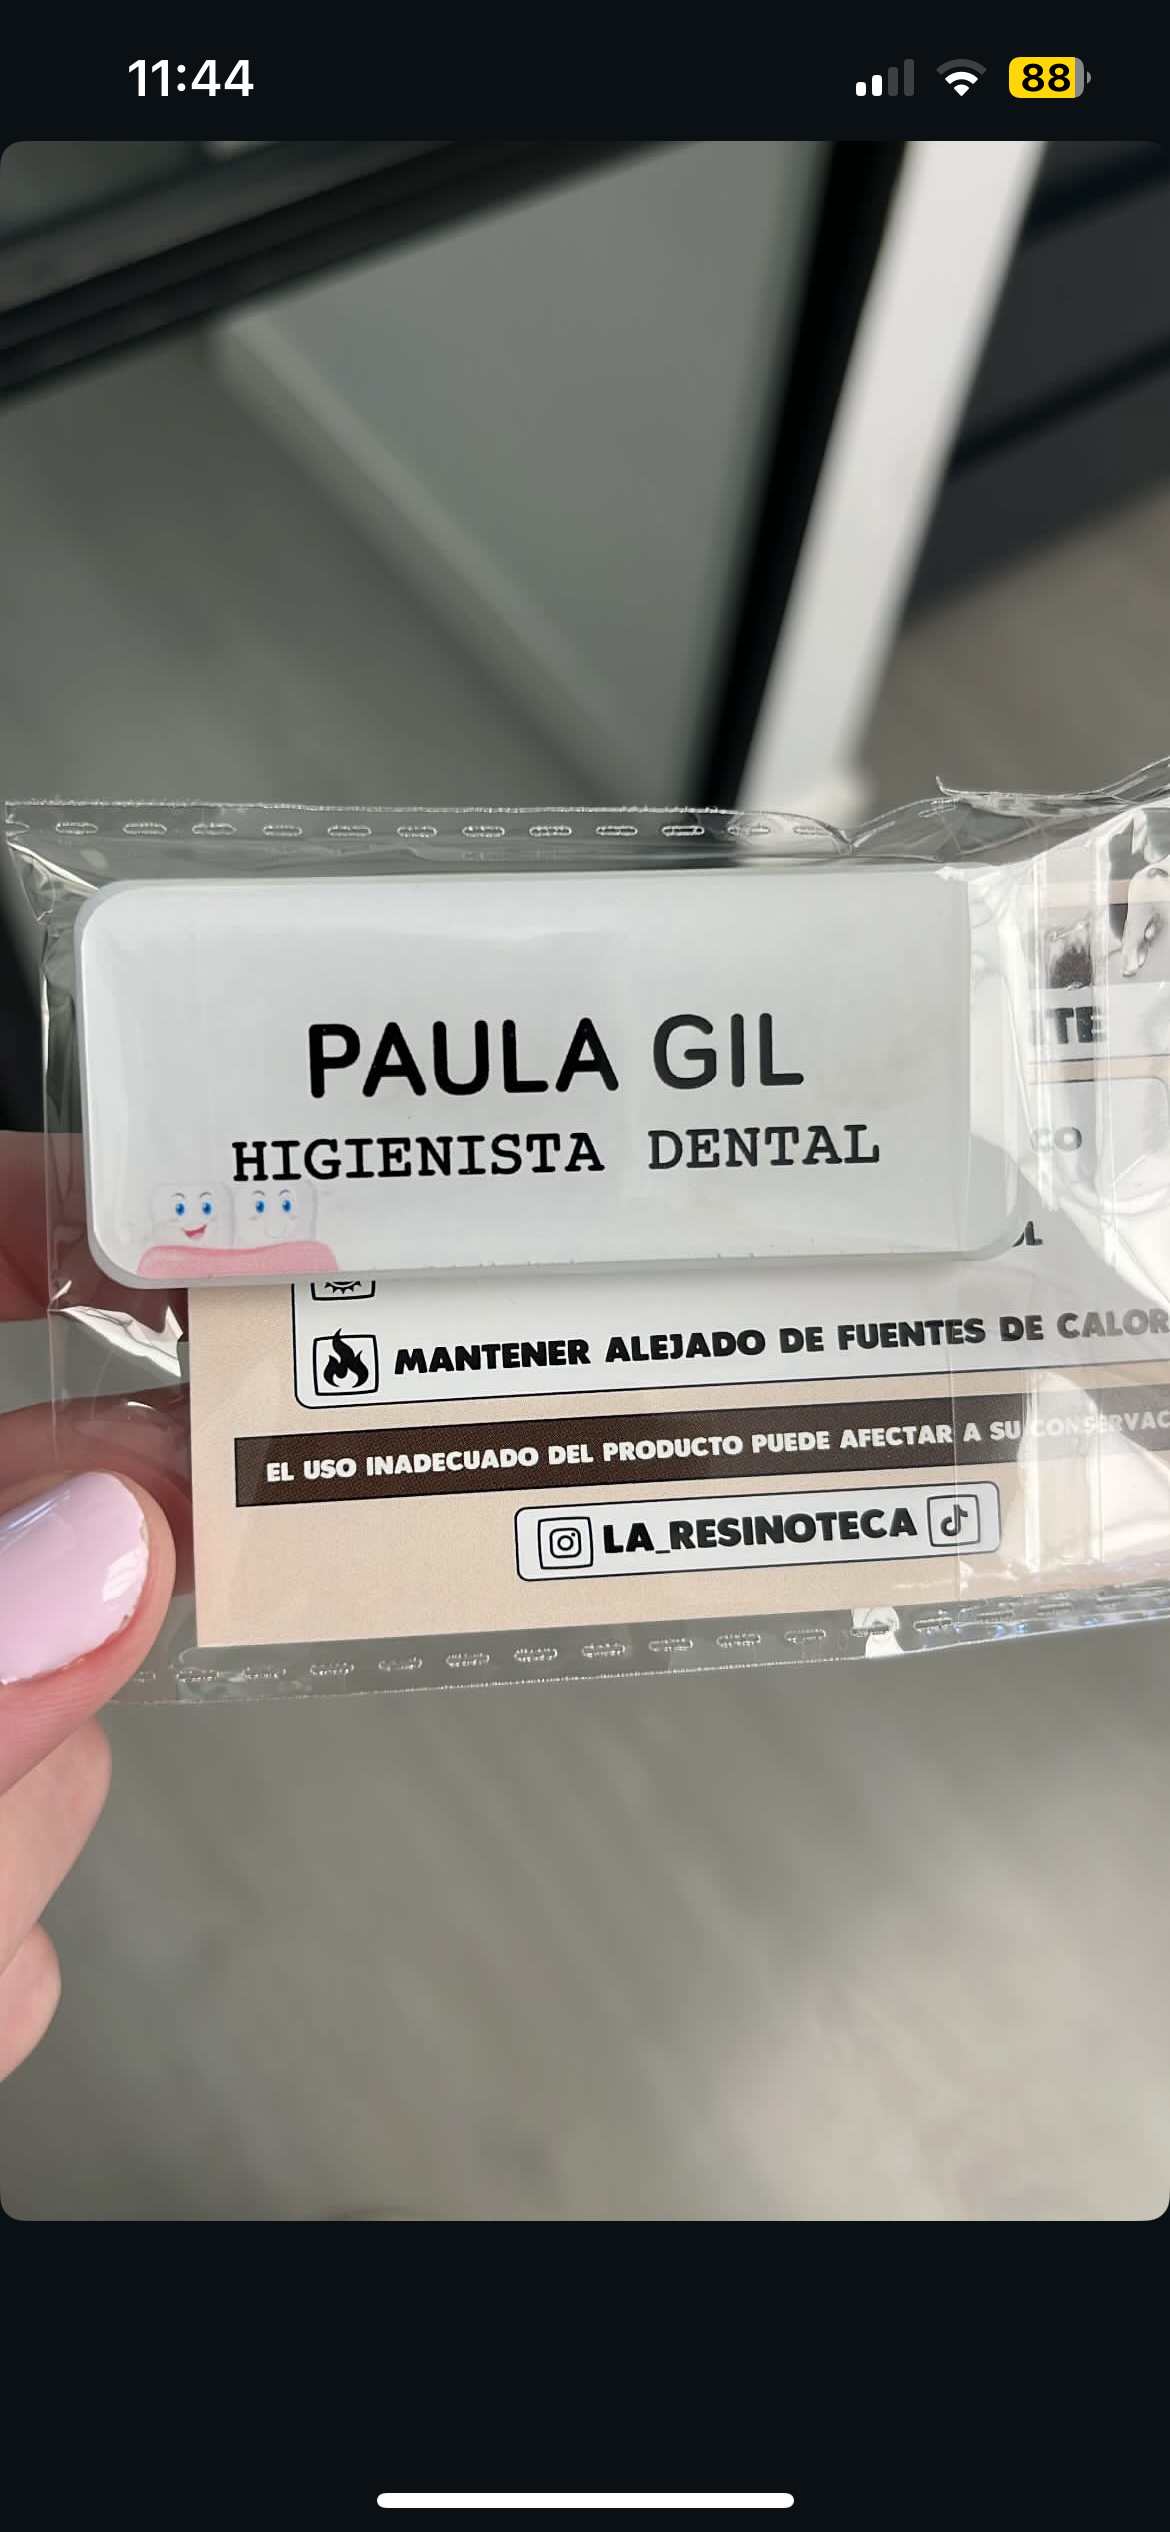 11:44
88
PAULA GIL
HIGIENISTA DENTAL
MANTENER ALEJADO DE FUENTES DE CALOR
EL USO INADECUADO DEL PRODUCTO PUEDE AFECTAR A SU
LA_RESINOTECA